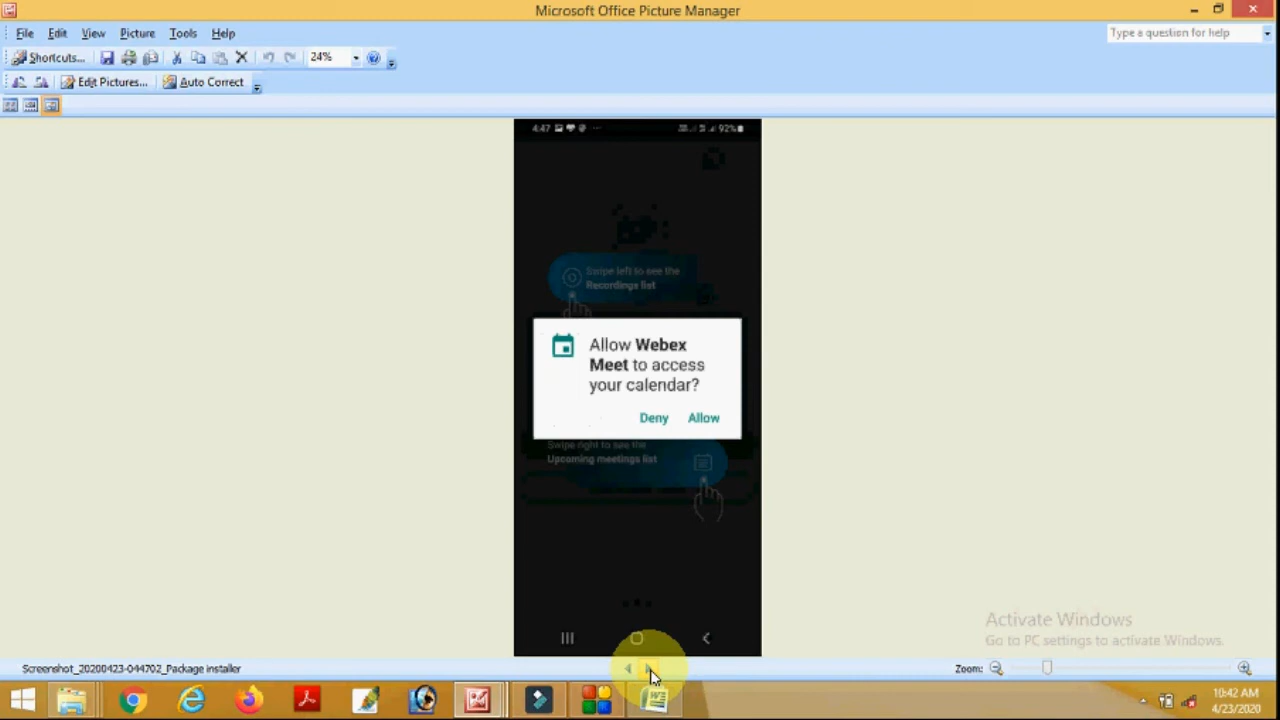 Microsoft Office Picture Manager
File Edit View Picture Tools Help
Type a question for help
Shortcuts... 24%
Edit Pictures... Auto Correct
4:47 92%
Swipe left to see the
Recordings list
Allow Webex
Meet to access
your calendar?
Deny Allow
Swipe right to see the
Upcoming meetings list
Activate Windows
Go to PC settings to activate Windows.
Screenshot_20200423-044702_Package installer
Zoom:
10:42 AM
4/23/2020